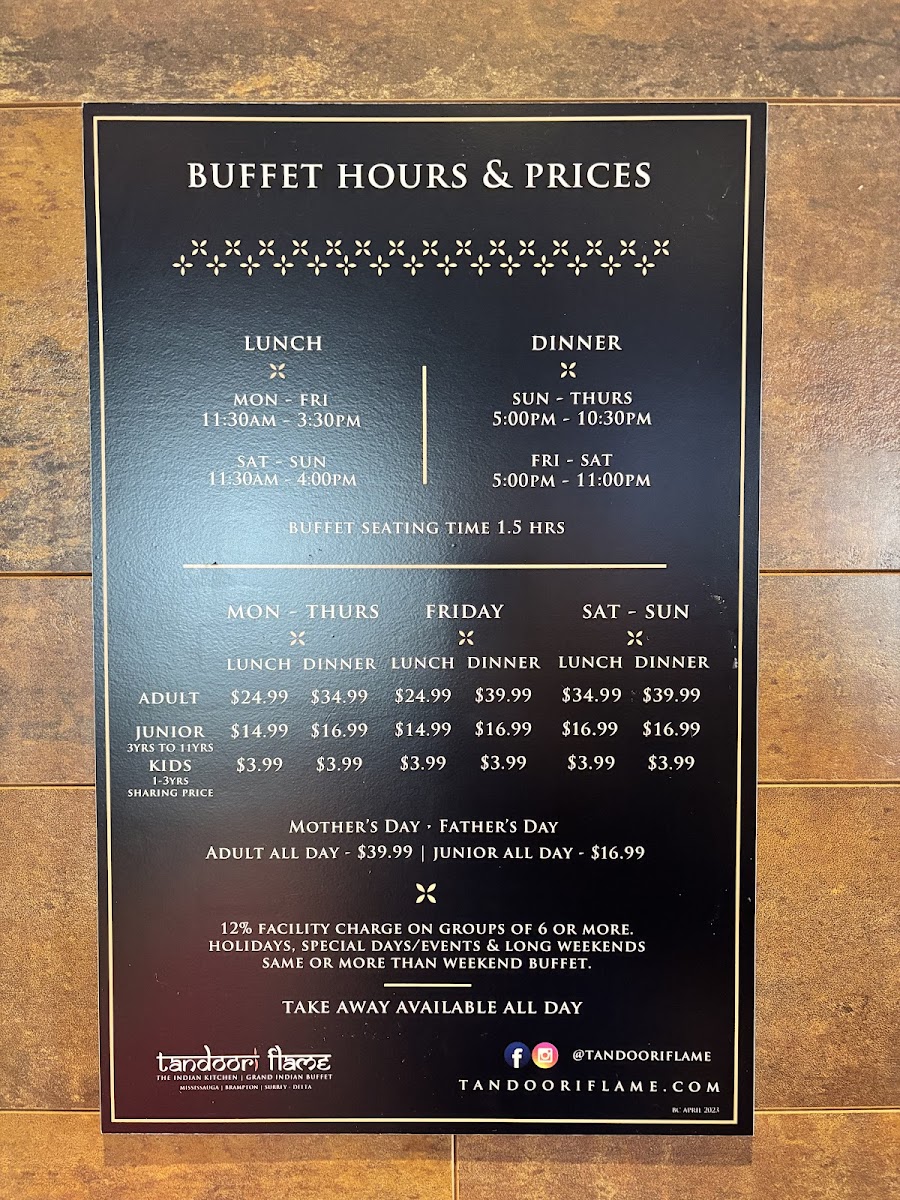 BUFFET HOURS & PRICES
LUNCH
MON - FRI
11:30AM - 3:30PM
SAT - SUN
11:30AM - 4:00PM
DINNER
SUN - THURS
5:00PM - 10:30PM
FRI - SAT
5:00PM - 11:00PM
BUFFET SEATING TIME 1.5 HRS
MON - THURS FRIDAY SAT - SUN
LUNCH DINNER LUNCH DINNER LUNCH DINNER
ADULT $24.99 $34.99 $24.99 $39.99 $34.99 $39.99
JUNIOR $14.99 $16.99 $14.99 $16.99 $16.99 $16.99
3YRS TO 11YRS
KIDS $3.99 $3.99 $3.99 $3.99 $3.99 $3.99
1-3YRS
SHARING PRICE
MOTHER'S DAY · FATHER'S DAY
ADULT ALL DAY - $39.99 | JUNIOR ALL DAY - $16.99
12% FACILITY CHARGE ON GROUPS OF 6 OR MORE.
HOLIDAYS, SPECIAL DAYS/EVENTS & LONG WEEKENDS
SAME OR MORE THAN WEEKEND BUFFET.
TAKE AWAY AVAILABLE ALL DAY
tandoori flame
THE INDIAN KITCHEN | GRAND INDIAN BUFFET
MISSISSAUGA | BRAMPTON | SURREY - DELTA
@TANDOORIFLAME
TANDOORIFLAME.COM
BC APRIL 2023